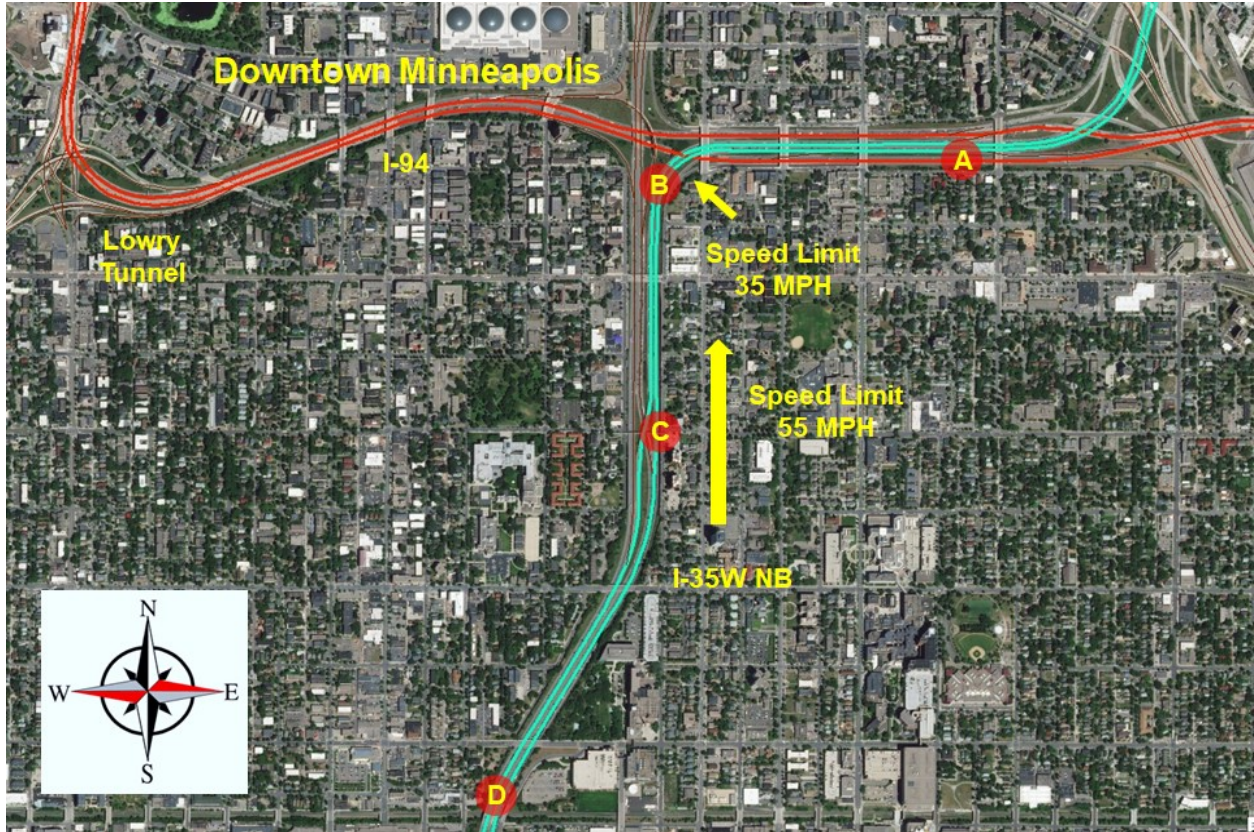 Downtown Minneapolis
A
I-94
B
Lowry
Tunnel
Speed Limit
35 MPH
Speed Limit
55 MPH
C
I-35W NB
N
W
E
S
D